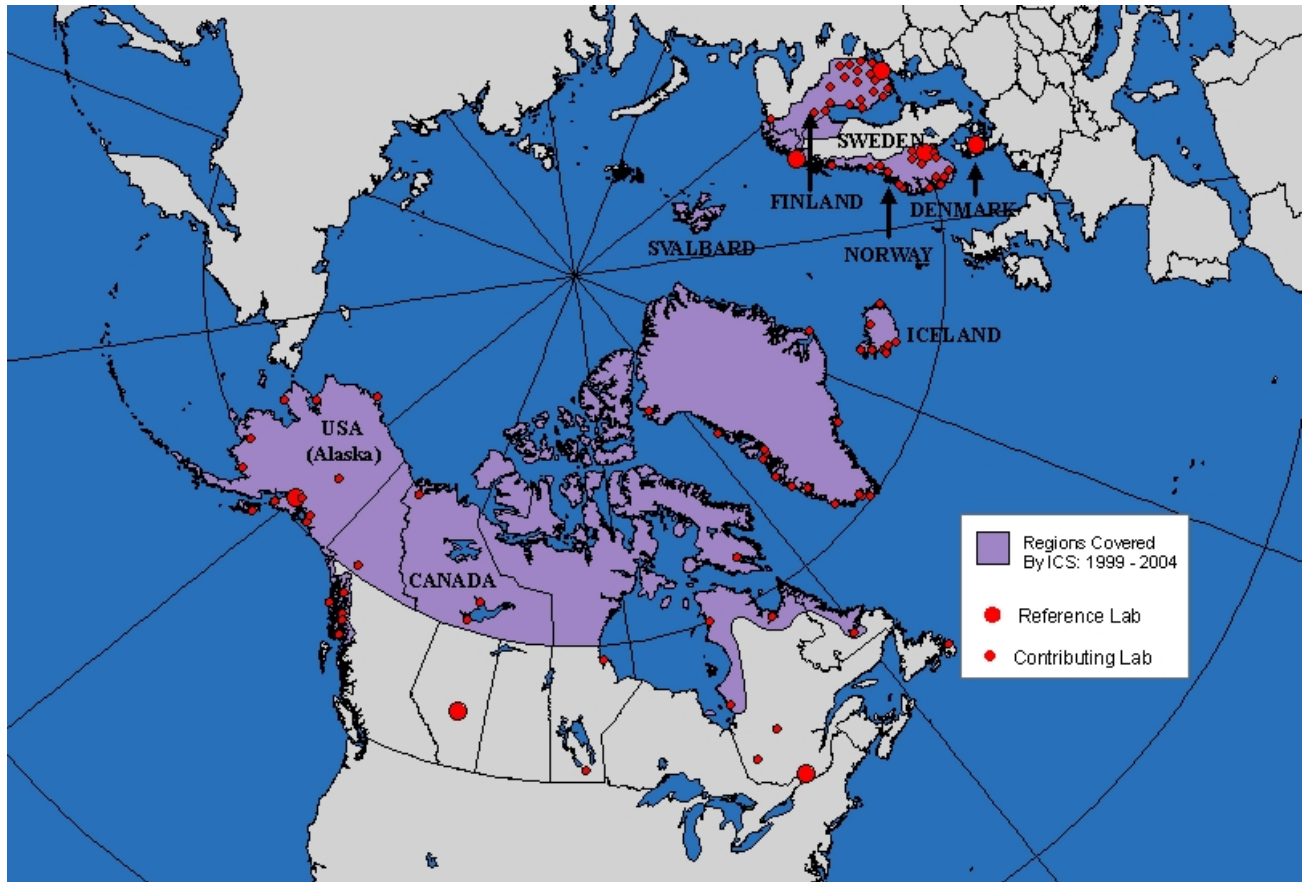 SWEDEN
FINLAND
DENMARK
SVALBARD
NORWAY
ICELAND
USA
(Alaska)
CANADA
Regions Covered
By ICS: 1999 - 2004
Reference Lab
Contributing Lab